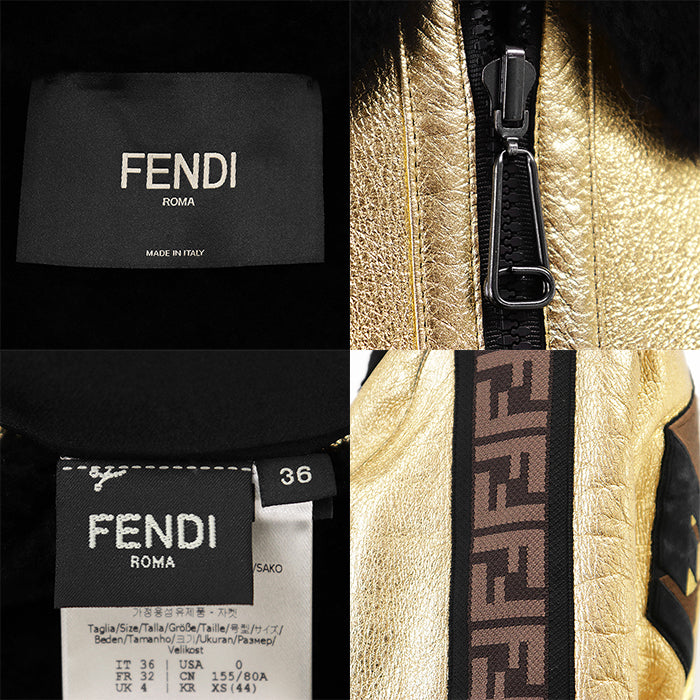 FENDI
ROMA
MADE IN ITALY
36
FENDI
ROMA
/SAKO
가정용섬유제품 - 자켓
Taglia/Size/Talla/Größe/Taille/号型/サイズ/
Beden/Tamanho/크기/Ukuran/Размер/
Velikost
IT 36 USA 0
FR 32 CN 155/80A
UK 4 KR XS(44)